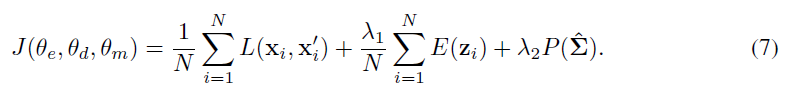 J(θ_e, θ_d, θ_m) = \frac{1}{N} \sum_{i=1}^{N} L(\mathbf{x}_i, \mathbf{x}'_i) + \frac{λ_1}{N} \sum_{i=1}^{N} E(\mathbf{z}_i) + λ_2 P(\hat{\mathbf{Σ}}). (7)